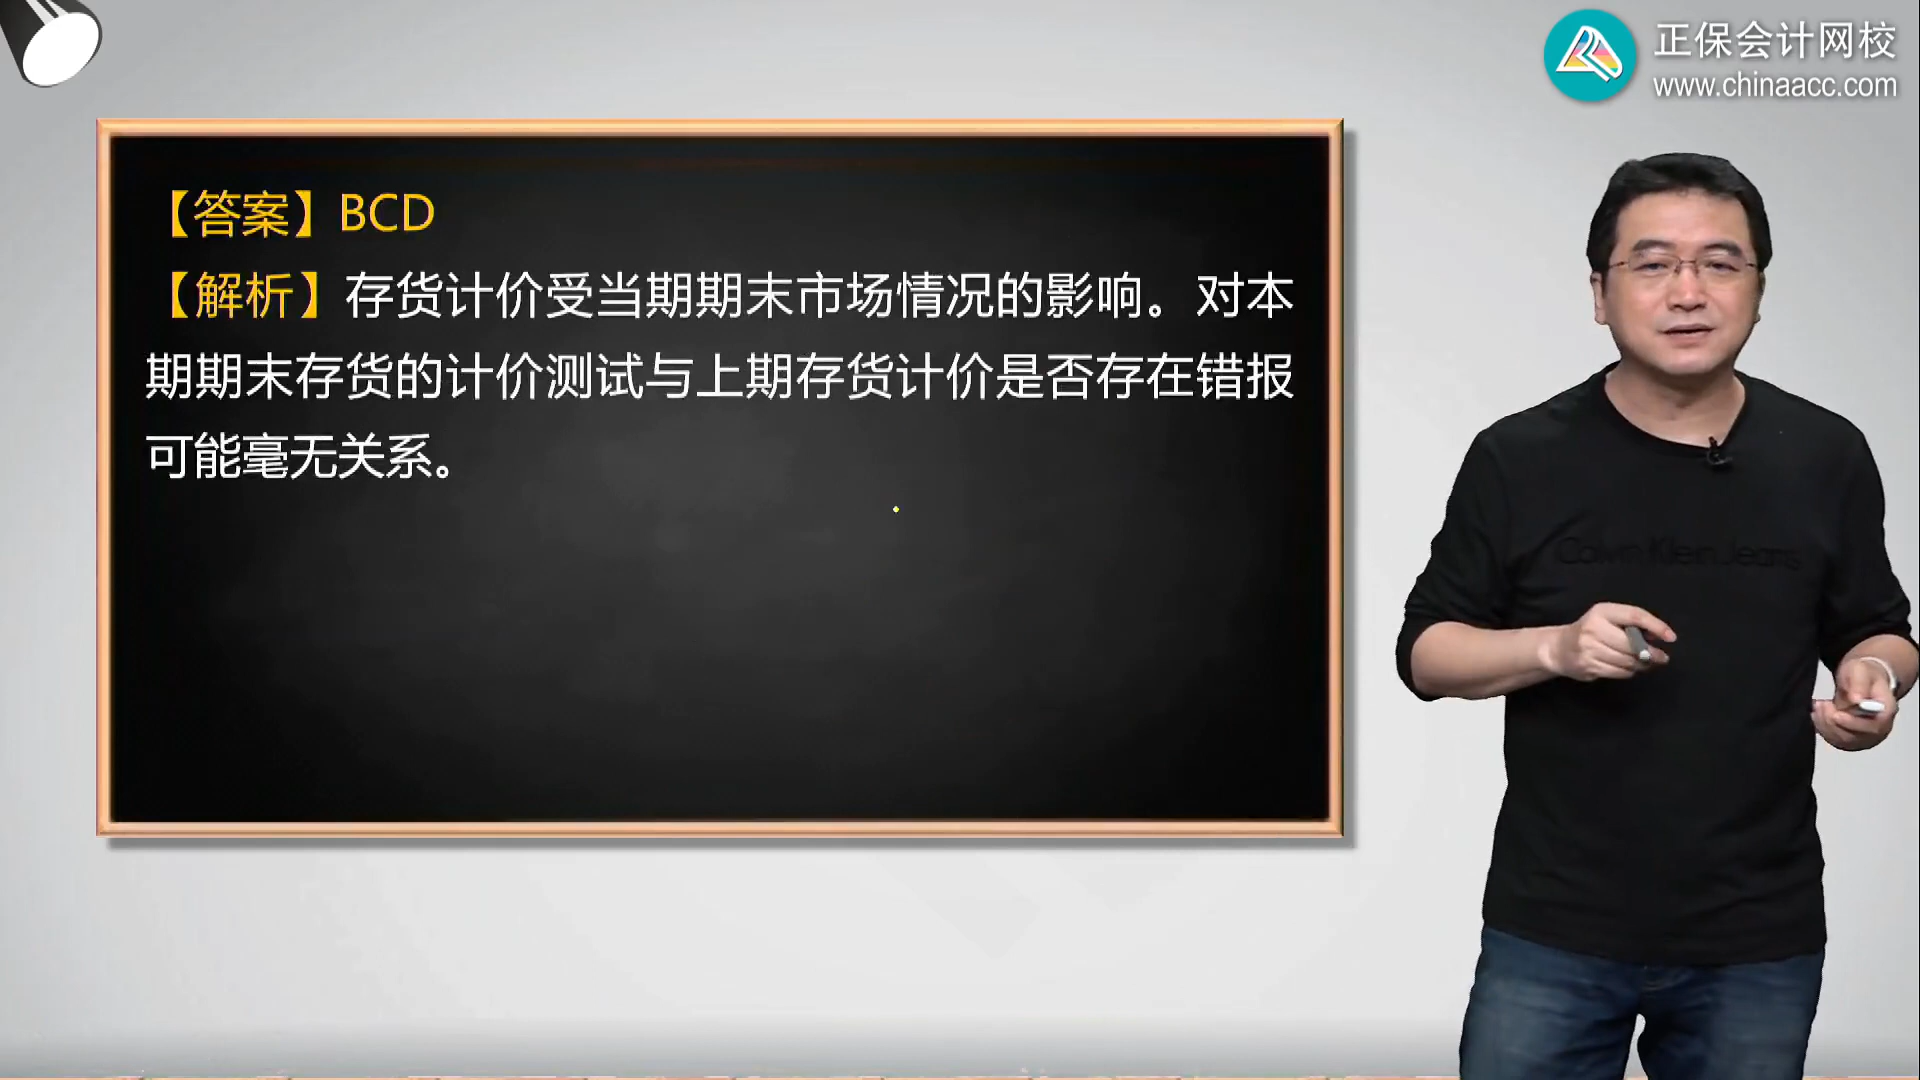 正保会计网校
www.chinaacc.com
【答案】BCD
【解析】存货计价受当期期末市场情况的影响。对本
期期末存货的计价测试与上期存货计价是否存在错报
可能毫无关系。
Calvin Klein Jeans